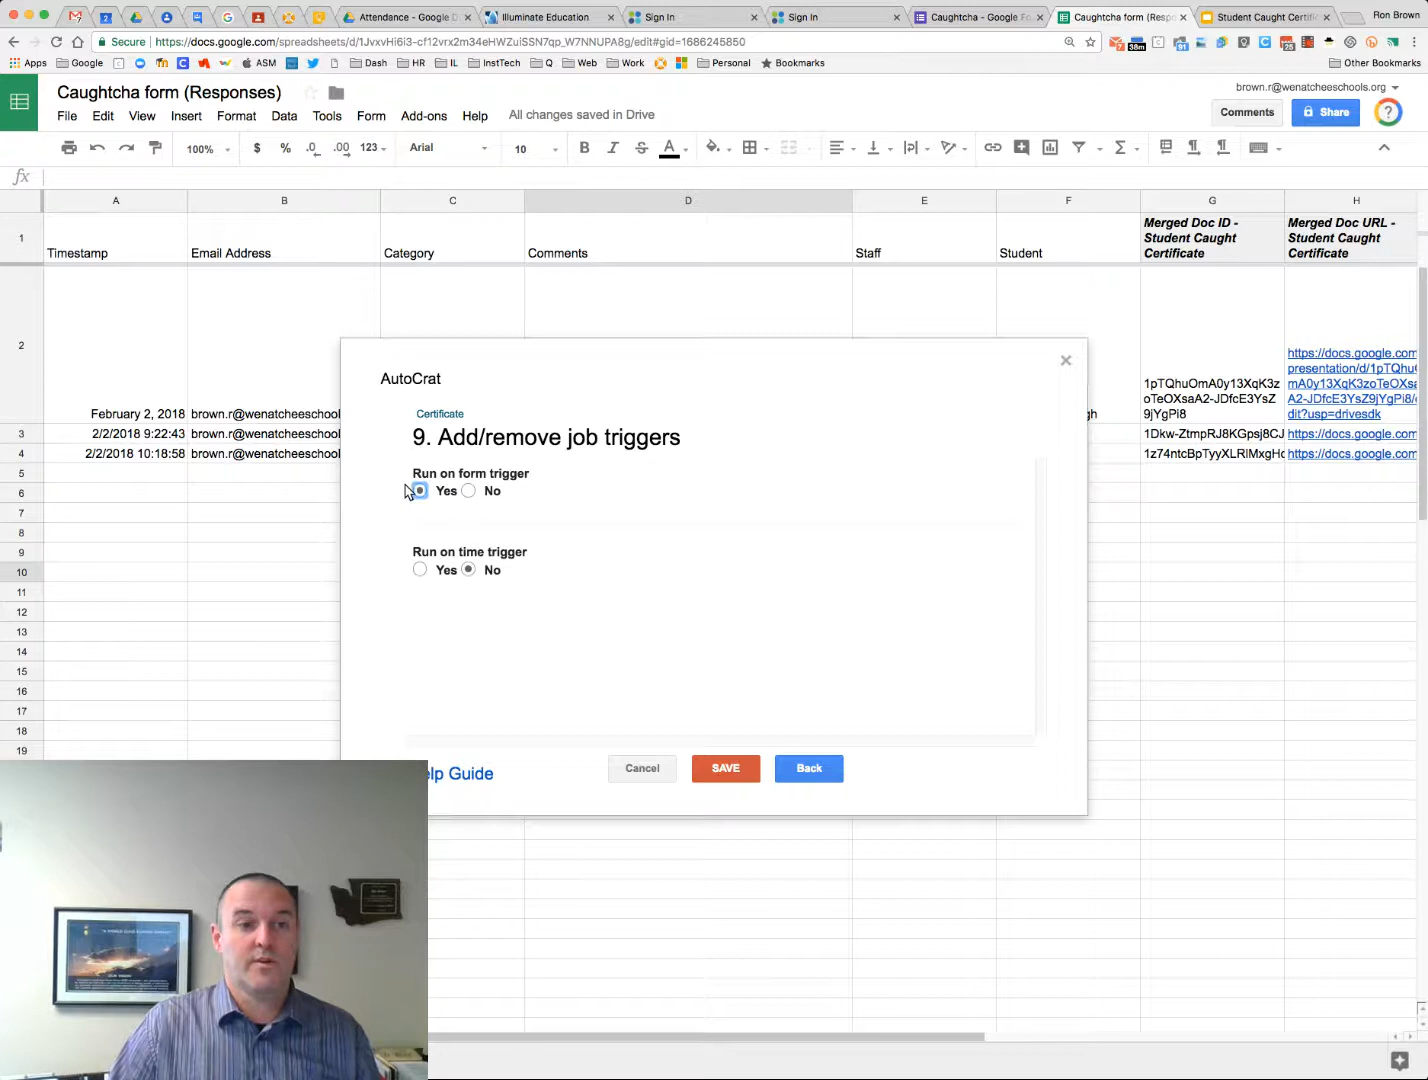 Attendance - Google D
Illuminate Education
Sign In
Sign In
Caughtcha - Google Fo
Caughtcha form (Respo
Student Caught Certific
Ron Brown
Secure
https://docs.google.com/spreadsheets/d/1JvxvHi6i3-cf12vrx2m34eHWZuiSSN7qp_W7NNUPA8g/edit#gid=1686245850
Apps
Google
ASM
Dash
HR
IL
InstTech
Q
Web
Work
Personal
Bookmarks
Other Bookmarks
Caughtcha form (Responses)
brown.r@wenatcheeschools.org
File Edit View Insert Format Data Tools Form Add-ons Help All changes saved in Drive
Comments
Share
100% $ % .0 .00 123 Arial 10 B I S A
fx
A B C D E F G H
1
Timestamp
Email Address
Category
Comments
Staff
Student
Merged Doc ID -
Student Caught
Certificate
Merged Doc URL -
Student Caught
Certificate
2
February 2, 2018
brown.r@wenatcheeschool
gh
1pTQhuOmA0y13XqK3z
oTeOXsaA2-JDfcE3YsZ
9jYgPi8
https://docs.google.com
presentation/d/1pTQhuO
mA0y13XqK3zoTeOXsa
A2-JDfcE3YsZ9jYgPi8/e
dit?usp=drivesdk
3
2/2/2018 9:22:43
brown.r@wenatcheeschool
1Dkw-ZtmpRJ8KGpsj8CJ
https://docs.google.com
4
2/2/2018 10:18:58
brown.r@wenatcheeschool
1z74ntcBpTyyXLRlMxgHc
https://docs.google.com
5
6
7
8
9
10
11
12
13
14
15
16
17
18
19
AutoCrat
Certificate
9. Add/remove job triggers
Run on form trigger
Yes No
Run on time trigger
Yes No
elp Guide
Cancel
SAVE
Back